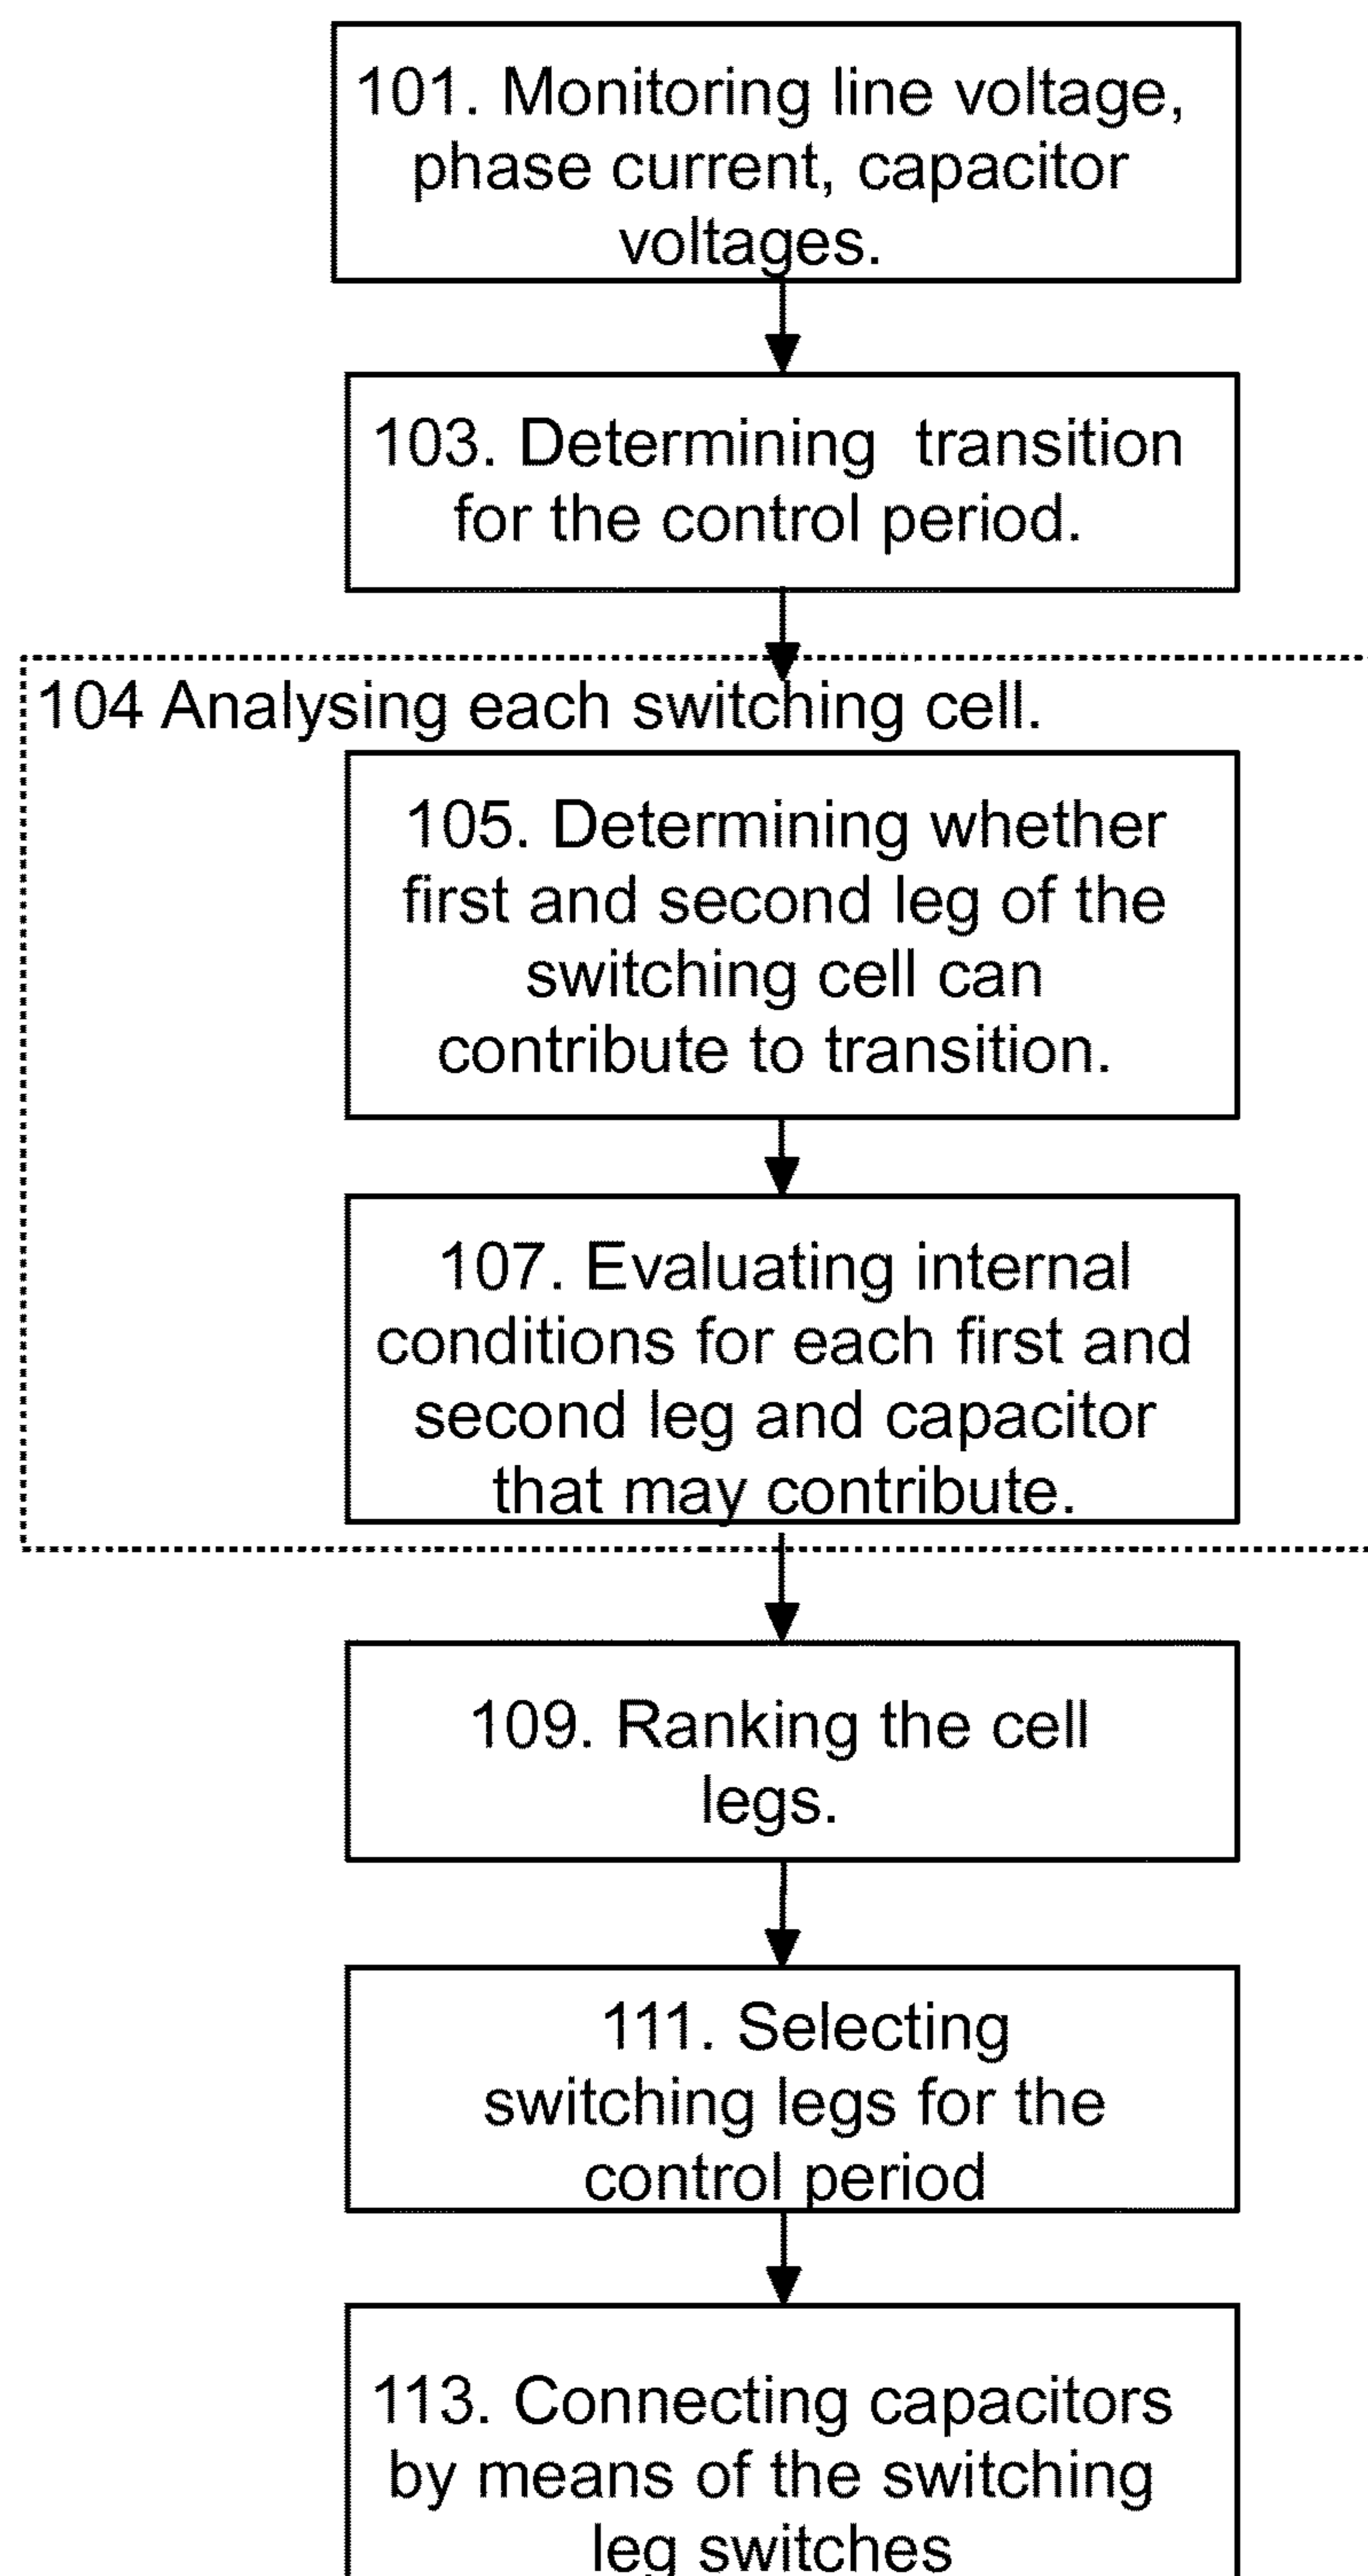 101. Monitoring line voltage,
phase current, capacitor
voltages.
103. Determining transition
for the control period.
104 Analysing each switching cell.
105. Determining whether
first and second leg of the
switching cell can
contribute to transition.
107. Evaluating internal
conditions for each first and
second leg and capacitor
that may contribute.
109. Ranking the cell
legs.
111. Selecting
switching legs for the
control period
113. Connecting capacitors
by means of the switching
leg switches